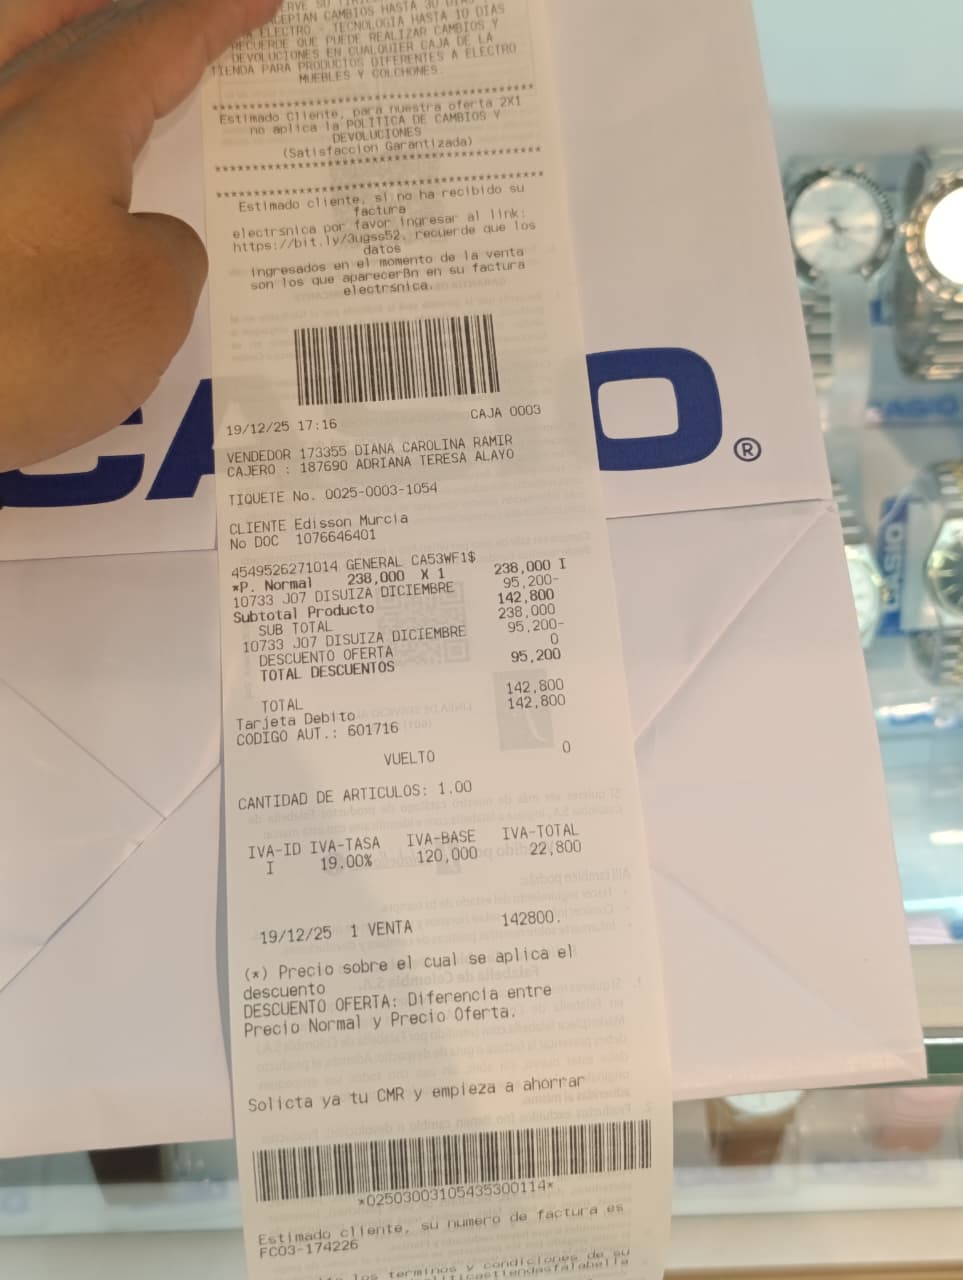 CEPTAN CAMBIOS HASTA 30 DIAS
ELECTRO - TECNOLOGIA HASTA 10 DIAS
RECUERDE QUE PUEDE REALIZAR CAMBIOS Y
DEVOLUCIONES EN CUALQUIER CAJA DE LA
TIENDA PARA PRODUCTOS DIFERENTES A ELECTRO
MUEBLES Y COLCHONES.
****************************************
Estimado Cliente, para nuestra oferta 2X1
no aplica la POLITICA DE CAMBIOS Y
DEVOLUCIONES
(Satisfaccion Garantizada)
****************************************
****************************************
Estimado cliente, si no ha recibido su
factura
electrsnica por favor ingresar al link:
https://bit.ly/3ugss52, recuerde que los
datos
ingresados en el momento de la venta
son los que aparecerßn en su factura
electrsnica.
19/12/25 17:16 CAJA 0003
VENDEDOR 173355 DIANA CAROLINA RAMIR
CAJERO : 187690 ADRIANA TERESA ALAYO
TIQUETE No. 0025-0003-1054
CLIENTE Edisson Murcia
No DOC 1076646401
4549526271014 GENERAL CA53WF1$ 238,000 I
*P. Normal 238,000 X 1
10733 J07 DISUIZA DICIEMBRE 95,200-
Subtotal Producto 142,800
SUB TOTAL 238,000
10733 J07 DISUIZA DICIEMBRE 95,200-
DESCUENTO OFERTA 0
TOTAL DESCUENTOS 95,200
TOTAL 142,800
Tarjeta Debito 142,800
CODIGO AUT.: 601716
VUELTO 0
CANTIDAD DE ARTICULOS: 1.00
IVA-ID IVA-TASA IVA-BASE IVA-TOTAL
I 19.00% 120,000 22,800
19/12/25 1 VENTA 142800.
(*) Precio sobre el cual se aplica el
descuento
DESCUENTO OFERTA: Diferencia entre
Precio Normal y Precio Oferta.
Solicta ya tu CMR y empieza a ahorrar
*02503003105435300114*
Estimado cliente, su numero de factura es
FC03-174226
los terminos y condiciones de su
CASIO ®
CASIO
CASIO